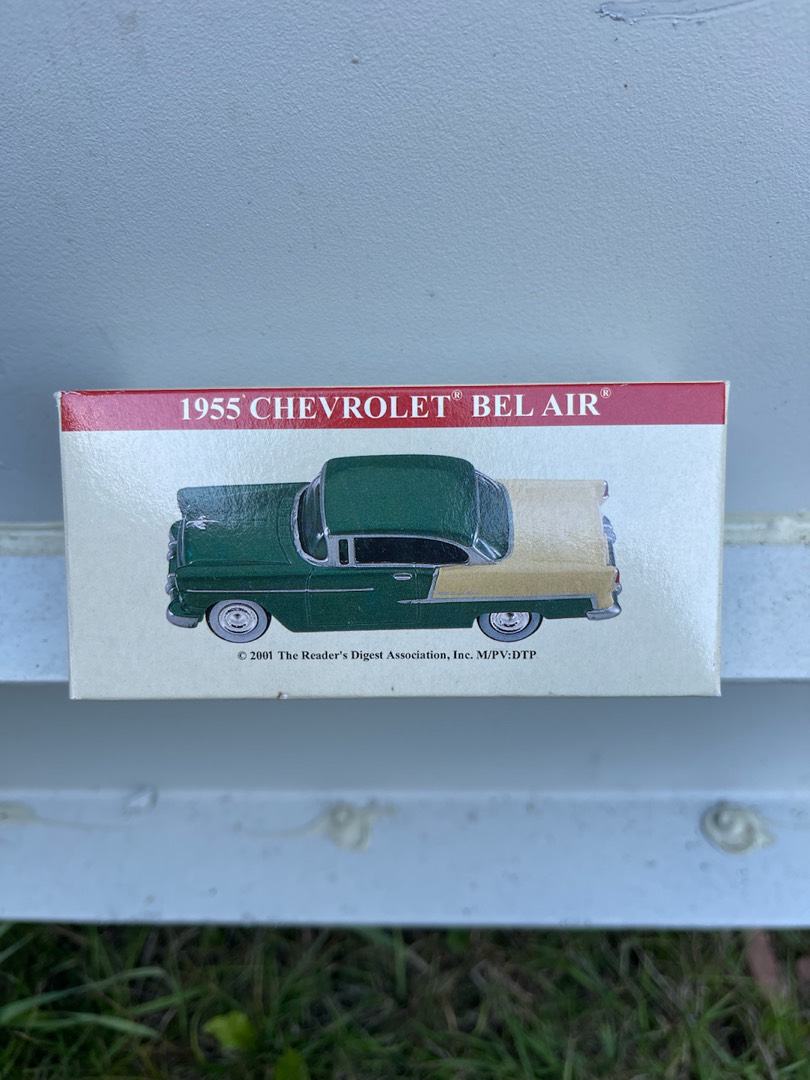 1955 CHEVROLET® BEL AIR®
© 2001 The Reader's Digest Association, Inc. M/PV:DTP